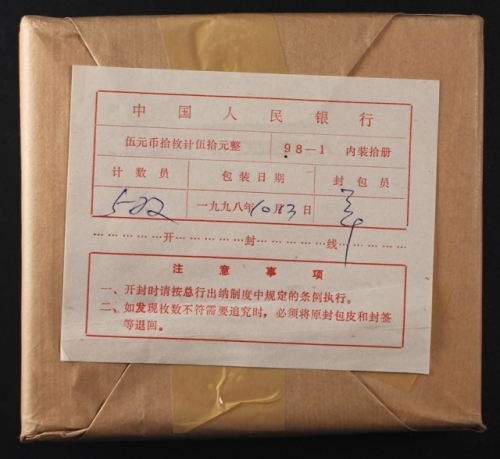 中国人民银行
伍元币拾枚计伍拾元整 98—1 内装拾册
计数员 包装日期 封包员
502 一九九八年10月13日
……………开……………封……………线……………
注意事项
一、开封时请按总行出纳制度中规定的条例执行。
二、如发现枚数不符需要追究时，必须将原封包皮和封签
等退回。